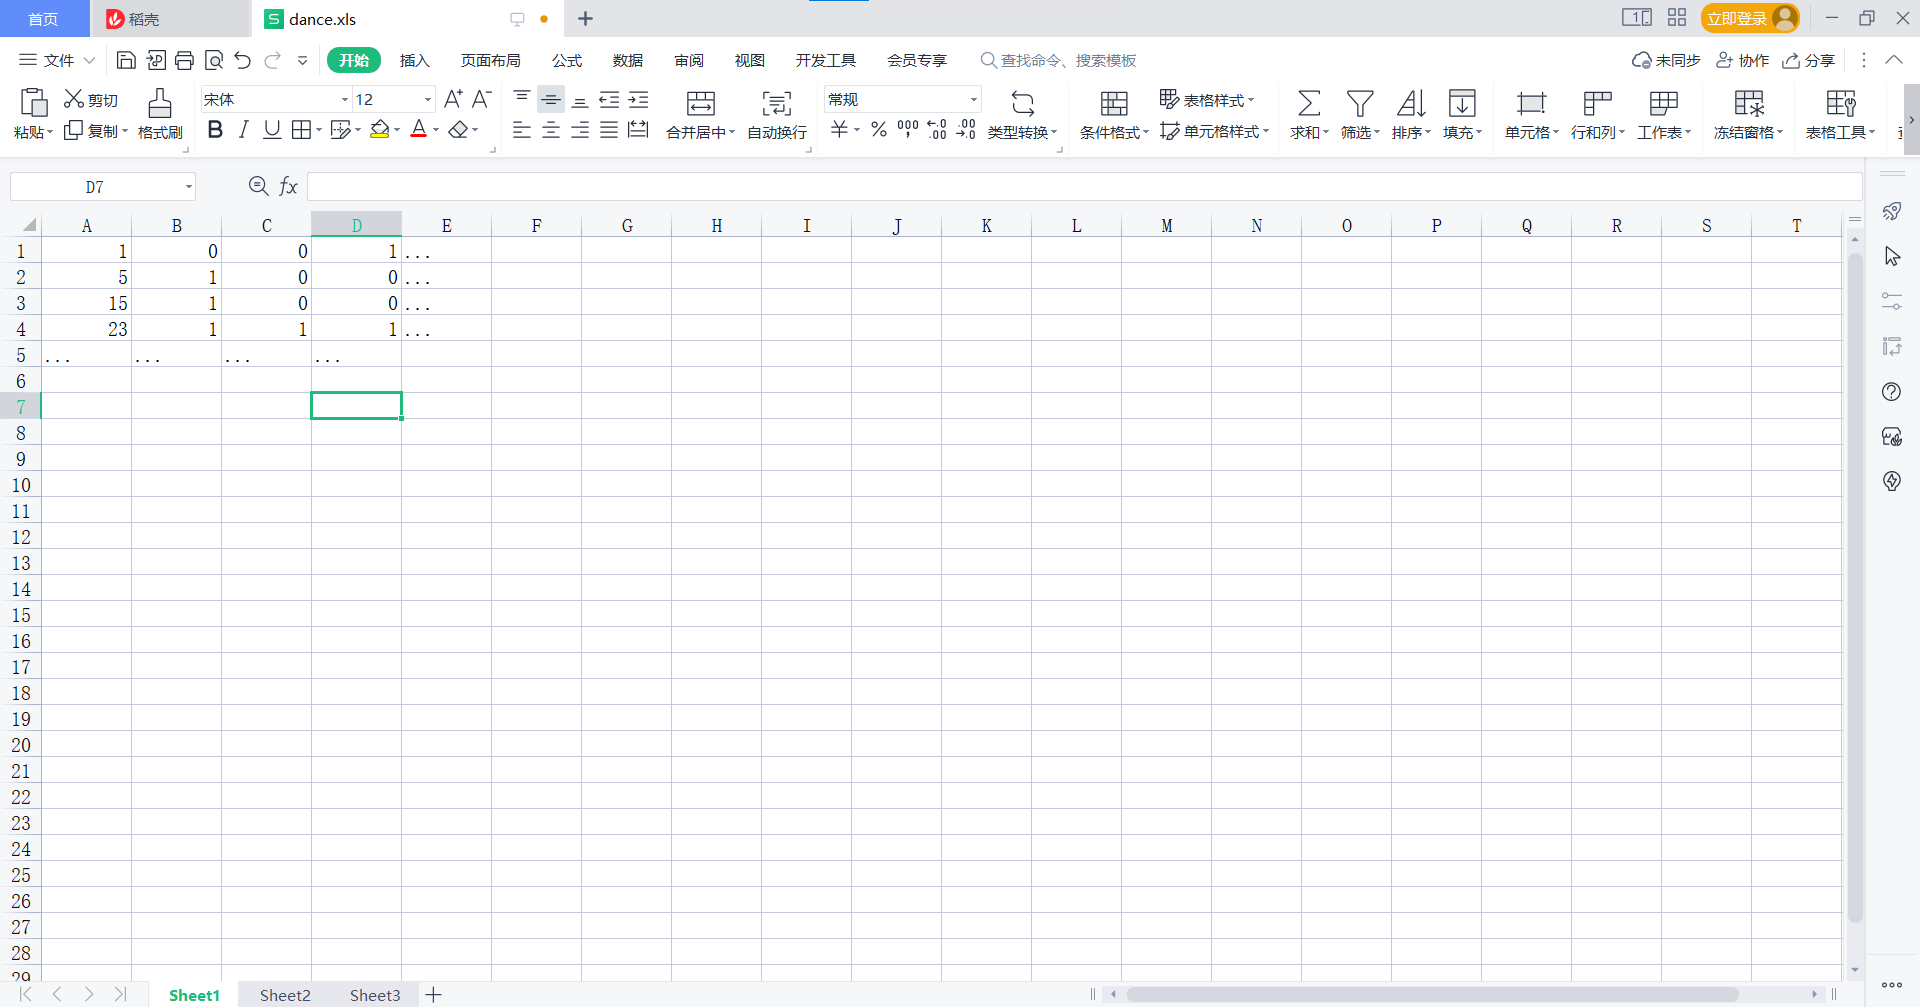 首页 稻壳 dance.xls 立即登录
文件 开始 插入 页面布局 公式 数据 审阅 视图 开发工具 会员专享 查找命令、搜索模板 未同步 协作 分享
粘贴 剪切 复制 格式刷 宋体 12 合并居中 自动换行 常规 类型转换 条件格式 表格样式 单元格样式 求和 筛选 排序 填充 单元格 行和列 工作表 冻结窗格 表格工具
D7 fx
A B C D E F G H I J K L M N O P Q R S T
1 1 0 0 1 ...
2 5 1 0 0 ...
3 15 1 0 0 ...
4 23 1 1 1 ...
5 ... ... ... ...
6
7
8
9
10
11
12
13
14
15
16
17
18
19
20
21
22
23
24
25
26
27
28
29
Sheet1 Sheet2 Sheet3